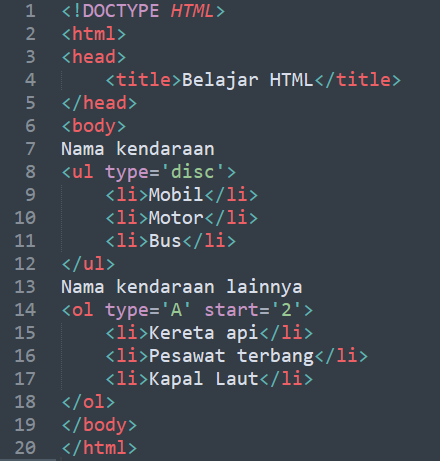 1 <!DOCTYPE HTML>
2 <html>
3 <head>
4     <title>Belajar HTML</title>
5 </head>
6 <body>
7 Nama kendaraan
8 <ul type='disc'>
9     <li>Mobil</li>
10     <li>Motor</li>
11     <li>Bus</li>
12 </ul>
13 Nama kendaraan lainnya
14 <ol type='A' start='2'>
15     <li>Kereta api</li>
16     <li>Pesawat terbang</li>
17     <li>Kapal Laut</li>
18 </ol>
19 </body>
20 </html>